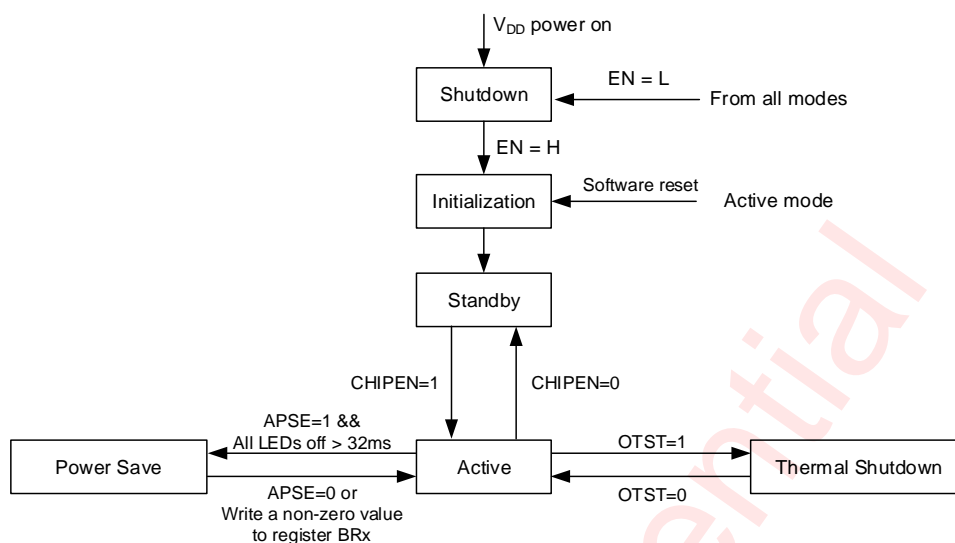 V_DD power on
Shutdown
EN = L
From all modes
EN = H
Initialization
Software reset
Active mode
Standby
CHIPEN=1
CHIPEN=0
APSE=1 &&
All LEDs off > 32ms
Power Save
Active
OTST=1
Thermal Shutdown
OTST=0
APSE=0 or
Write a non-zero value
to register BRx
ential